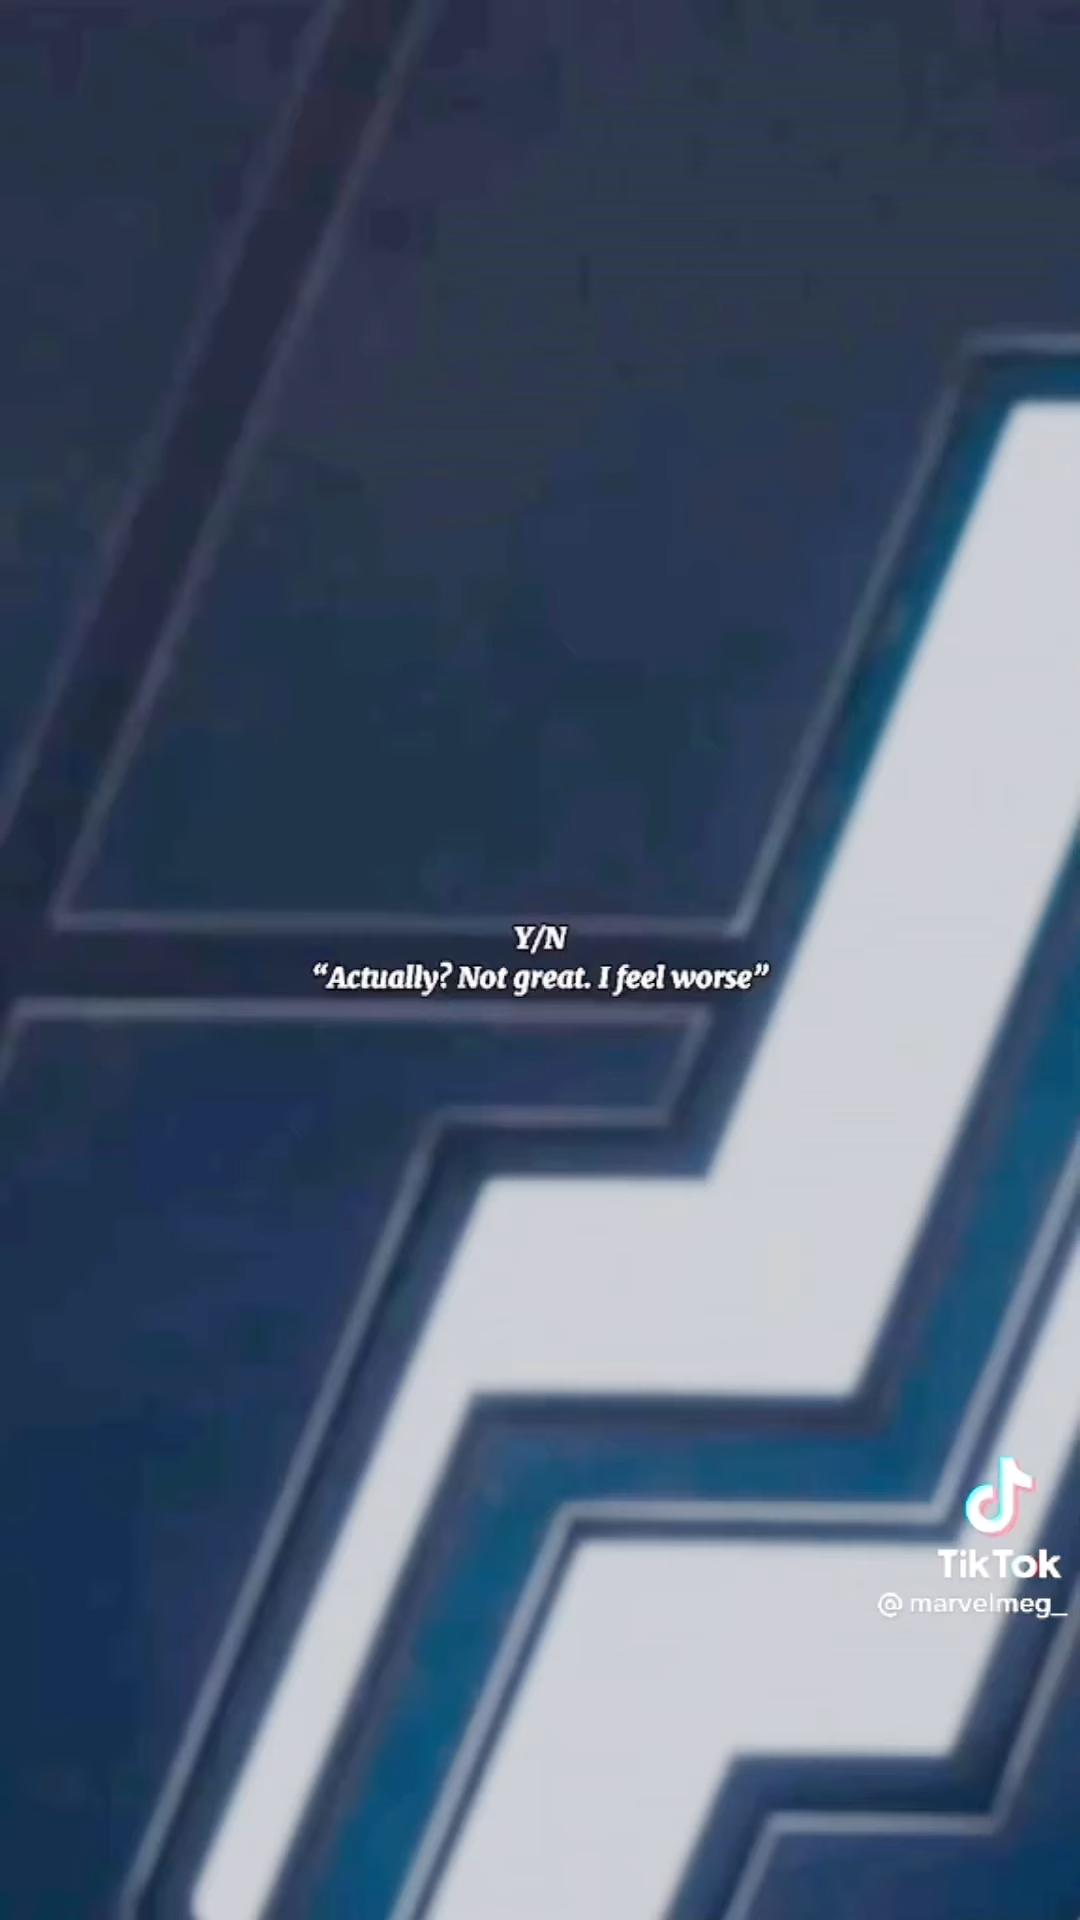 Y/N
“Actually? Not great. I feel worse”
TikTok
@marvelmeg_